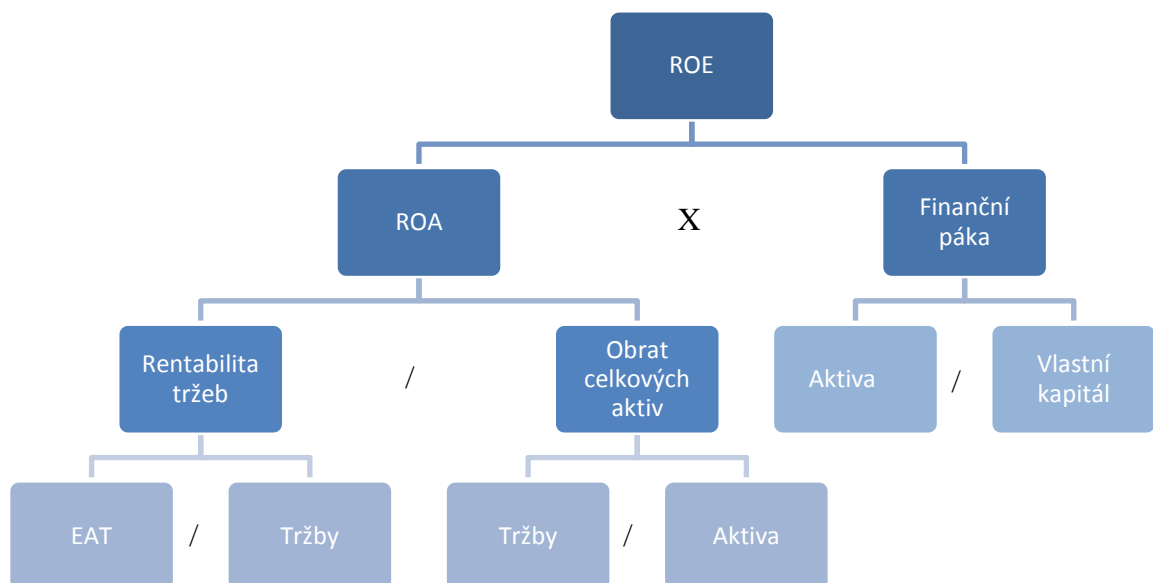 ROE
ROA
X
Finanční
páka
Rentabilita
tržeb
/
Obrat
celkových
aktiv
Aktiva
/
Vlastní
kapitál
EAT
/
Tržby
Tržby
/
Aktiva